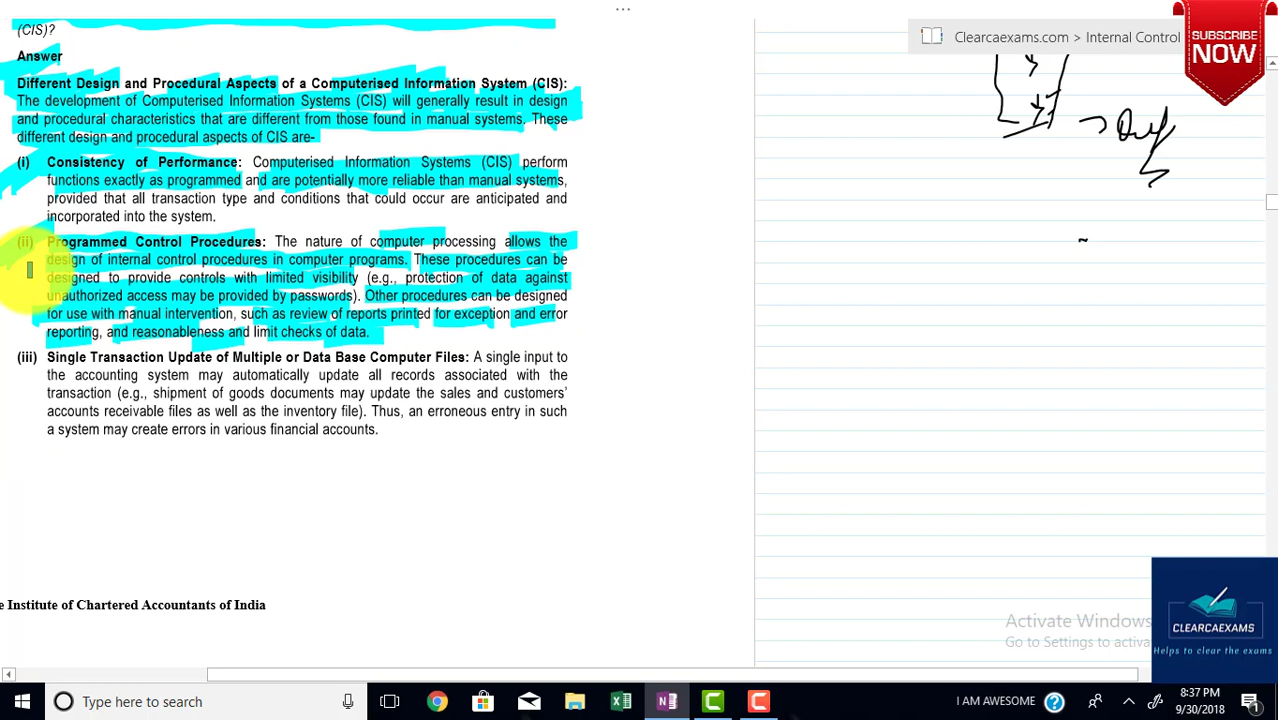 (CIS)?
Answer
Different Design and Procedural Aspects of a Computerised Information System (CIS):
The development of Computerised Information Systems (CIS) will generally result in design
and procedural characteristics that are different from those found in manual systems. These
different design and procedural aspects of CIS are-
(i) Consistency of Performance: Computerised Information Systems (CIS) perform
functions exactly as programmed and are potentially more reliable than manual systems,
provided that all transaction type and conditions that could occur are anticipated and
incorporated into the system.
(ii) Programmed Control Procedures: The nature of computer processing allows the
design of internal control procedures in computer programs. These procedures can be
designed to provide controls with limited visibility (e.g., protection of data against
unauthorized access may be provided by passwords). Other procedures can be designed
for use with manual intervention, such as review of reports printed for exception and error
reporting, and reasonableness and limit checks of data.
(iii) Single Transaction Update of Multiple or Data Base Computer Files: A single input to
the accounting system may automatically update all records associated with the
transaction (e.g., shipment of goods documents may update the sales and customers’
accounts receivable files as well as the inventory file). Thus, an erroneous entry in such
a system may create errors in various financial accounts.
e Institute of Chartered Accountants of India
Clearcaexams.com > Internal Control
SUBSCRIBE
NOW
Activate Windows
Go to Settings to activa
CLEARCAEXAMS
Helps to clear the exams
Type here to search
I AM AWESOME
8:37 PM
9/30/2018
1